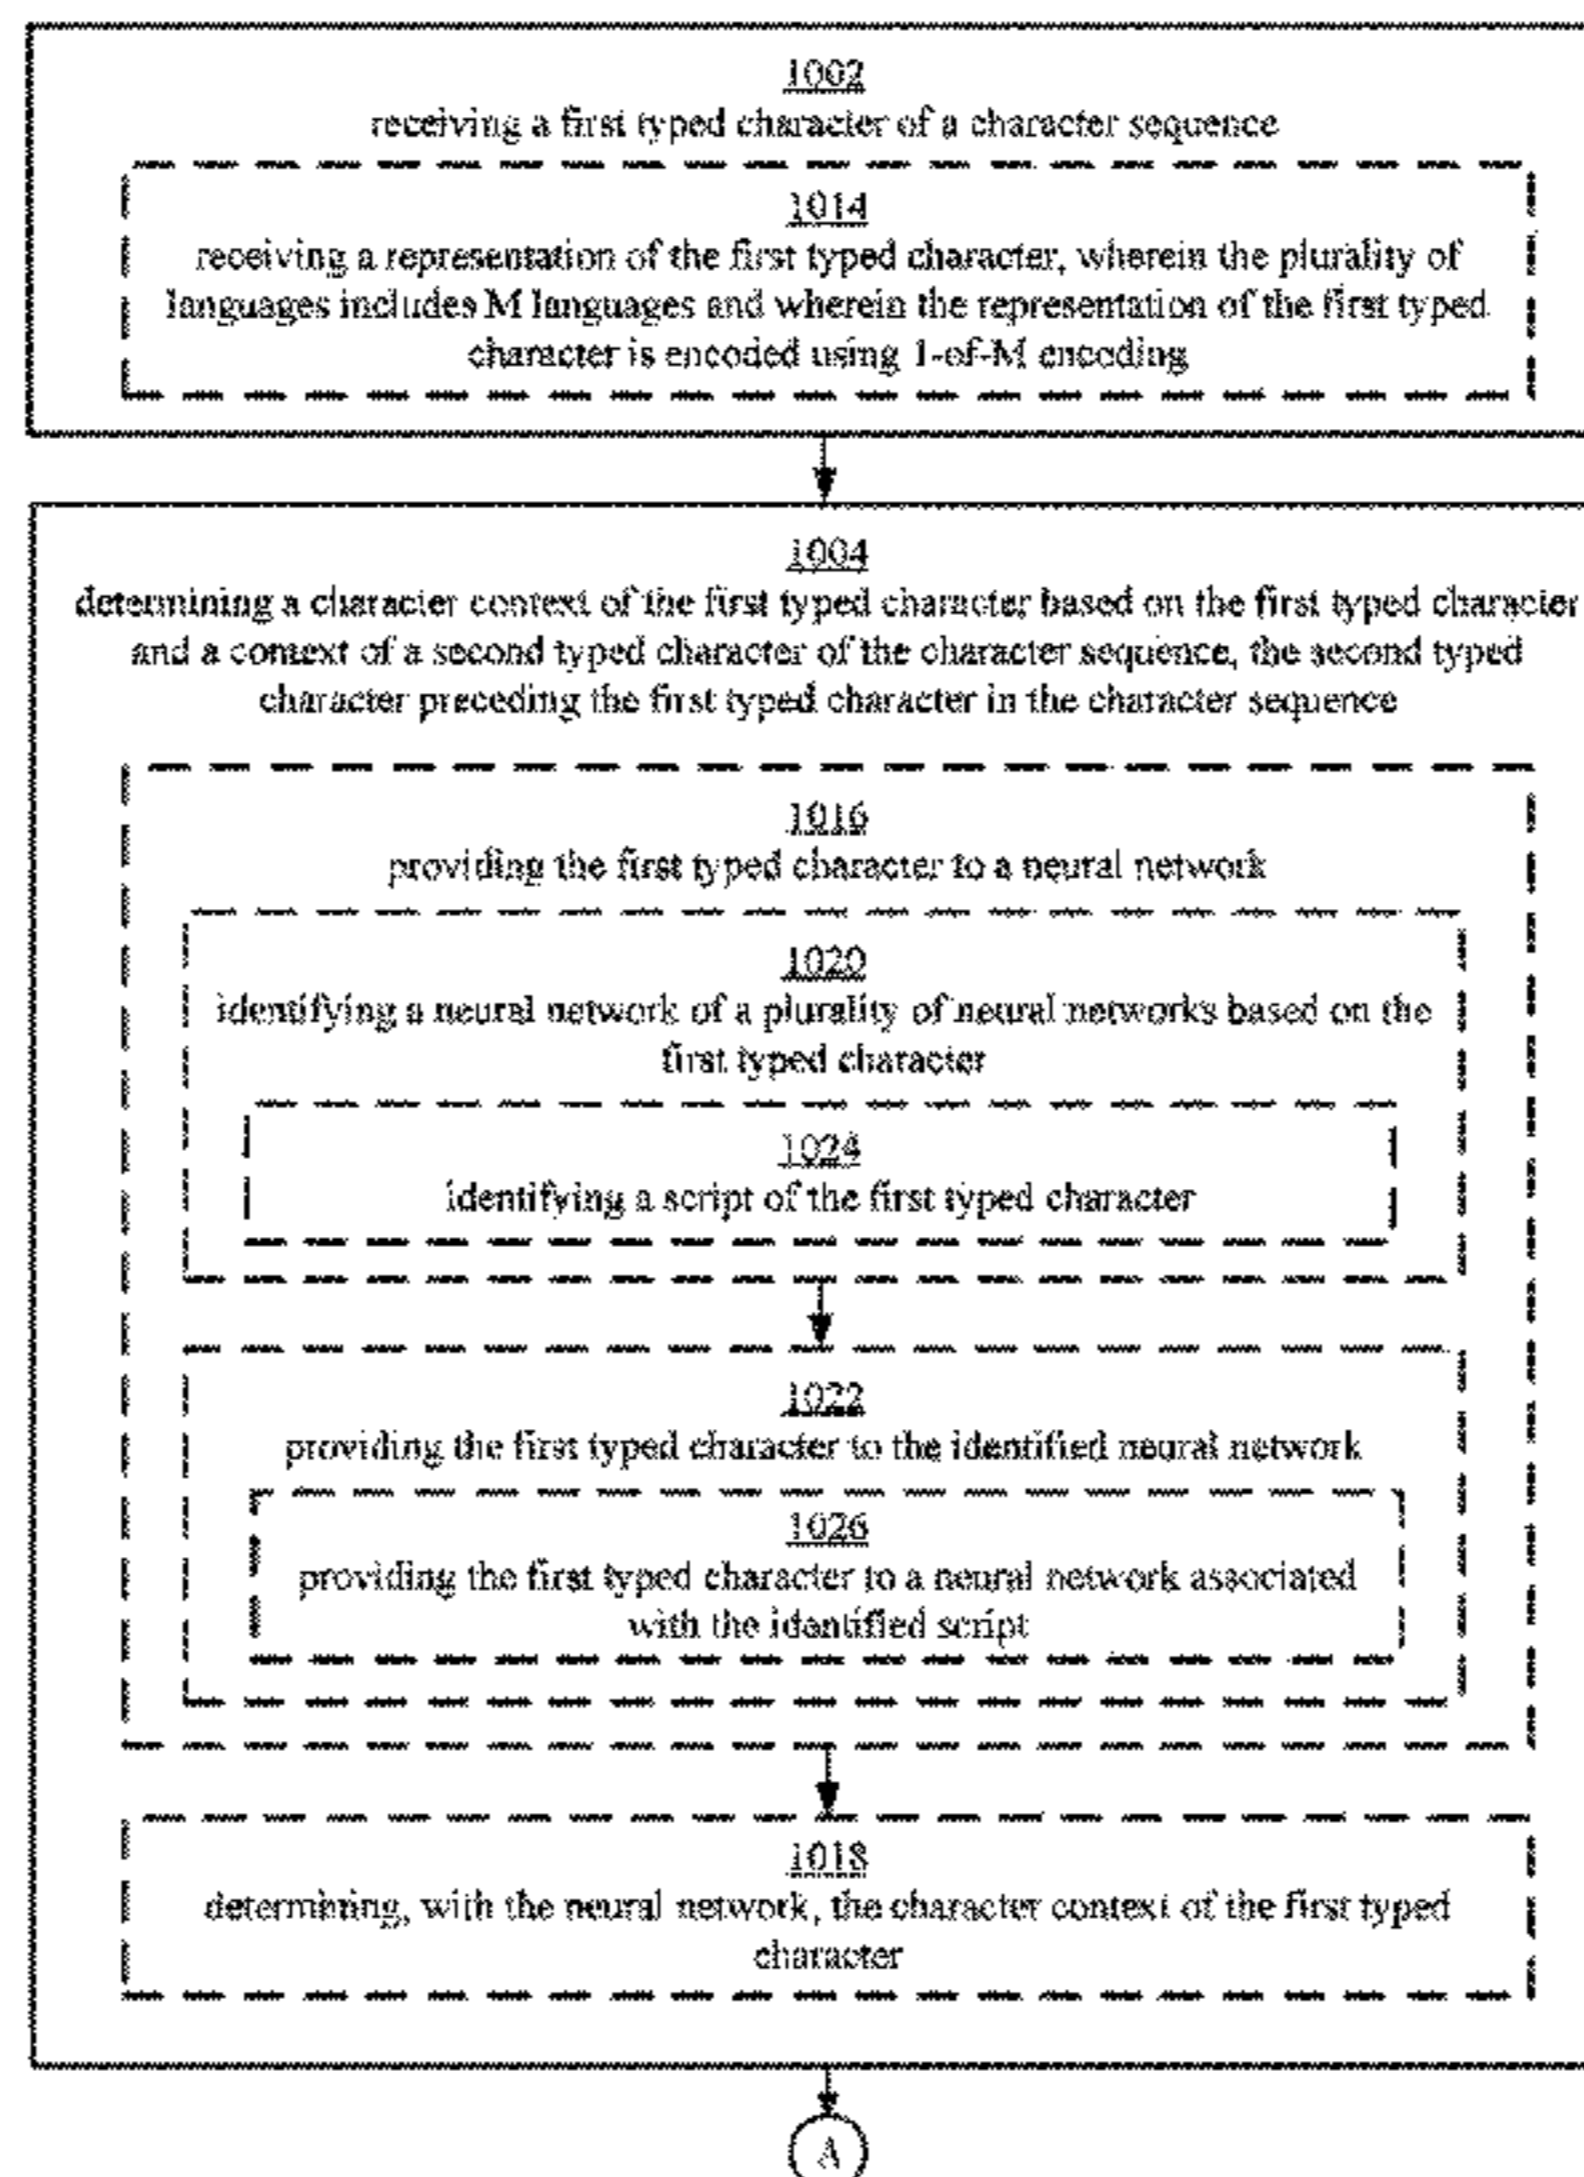 1002
receiving a first typed character of a character sequence
1014
receiving a representation of the first typed character, wherein the plurality of
languages includes M languages and wherein the representation of the first typed
character is encoded using 1-of-M encoding
1004
determining a character context of the first typed character based on the first typed character
and a context of a second typed character of the character sequence, the second typed
character preceding the first typed character in the character sequence
1016
providing the first typed character to a neural network
1020
identifying a neural network of a plurality of neural networks based on the
first typed character
1024
identifying a script of the first typed character
1022
providing the first typed character to the identified neural network
1026
providing the first typed character to a neural network associated
with the identified script
1018
determining, with the neural network, the character context of the first typed
character
A